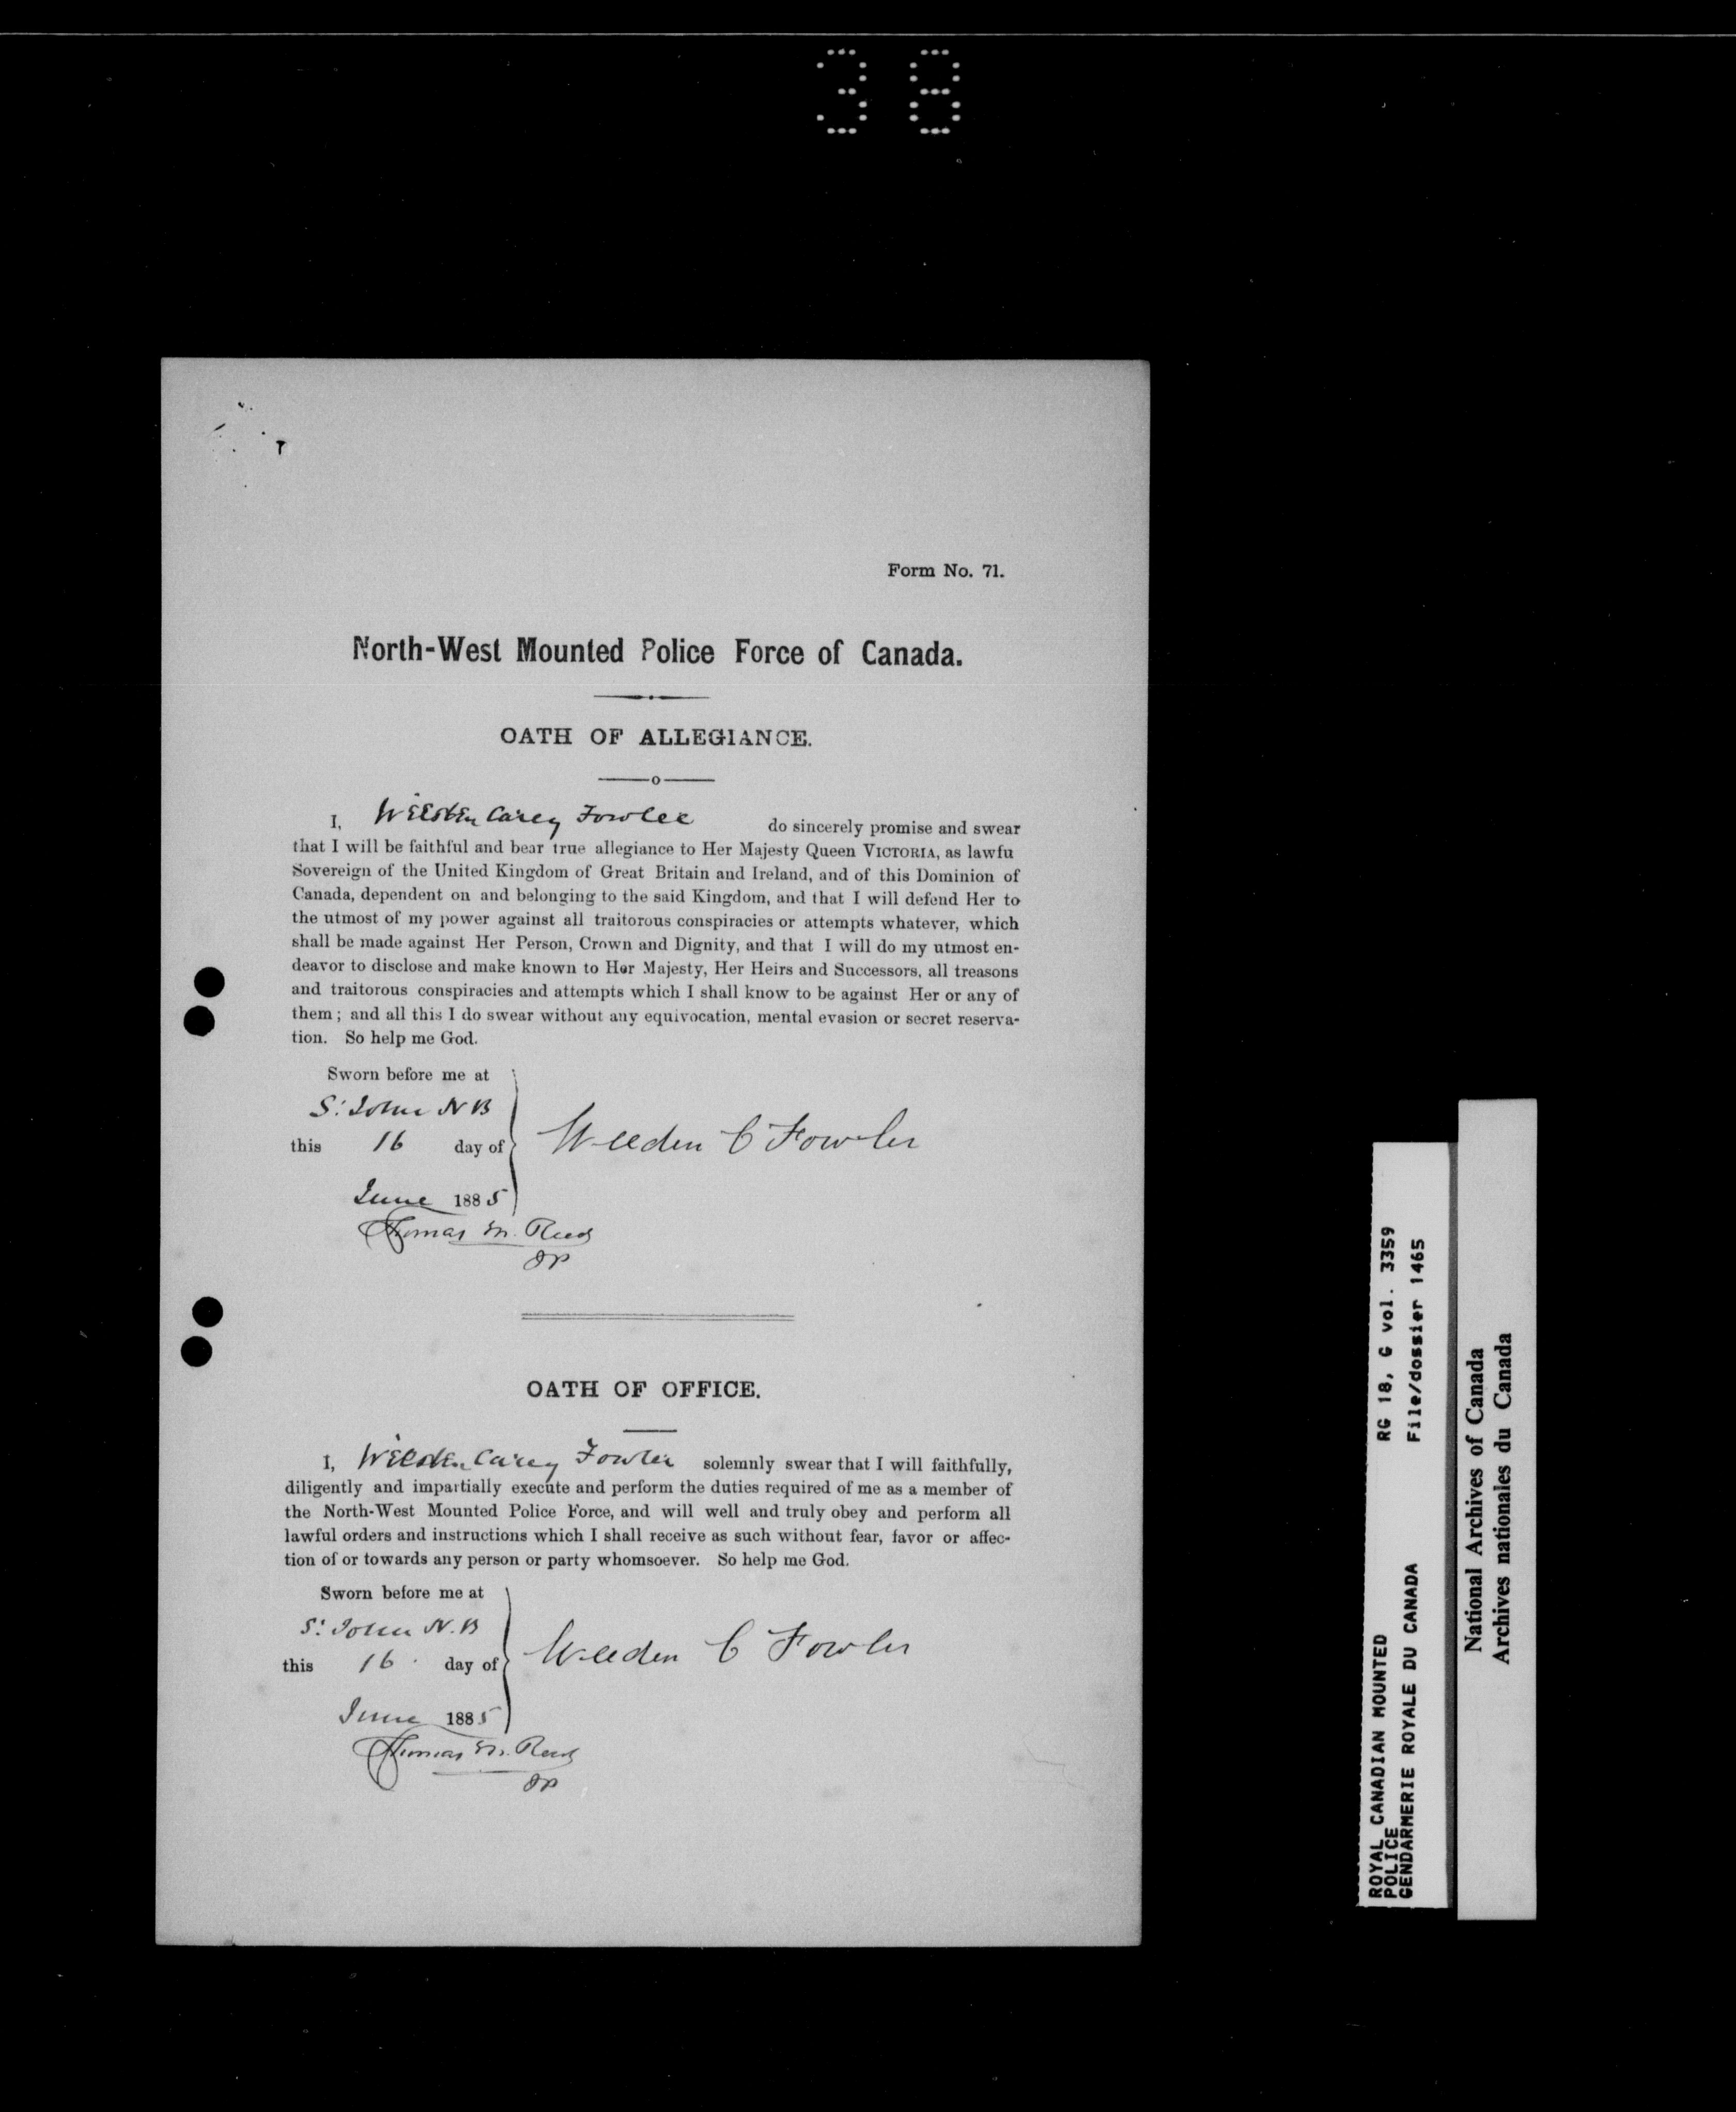 38
Form No. 71.
North-West Mounted Police Force of Canada.
OATH OF ALLEGIANCE.
I, Weeden Carey Fowler do sincerely promise and swear
that I will be faithful and bear true allegiance to Her Majesty Queen VICTORIA, as lawfu
Sovereign of the United Kingdom of Great Britain and Ireland, and of this Dominion of
Canada, dependent on and belonging to the said Kingdom, and that I will defend Her to
the utmost of my power against all traitorous conspiracies or attempts whatever, which
shall be made against Her Person, Crown and Dignity, and that I will do my utmost en-
deavor to disclose and make known to Her Majesty, Her Heirs and Successors, all treasons
and traitorous conspiracies and attempts which I shall know to be against Her or any of
them; and all this I do swear without any equivocation, mental evasion or secret reserva-
tion. So help me God.
Sworn before me at
St John N B
this 16 day of
Weeden C Fowler
June 1885
Thomas M. Reed
JP
OATH OF OFFICE.
I, Weeden Carey Fowler solemnly swear that I will faithfully,
diligently and impartially execute and perform the duties required of me as a member of
the North-West Mounted Police Force, and will well and truly obey and perform all
lawful orders and instructions which I shall receive as such without fear, favor or affec-
tion of or towards any person or party whomsoever. So help me God.
Sworn before me at
St John N.B
this 16 day of
Weeden C Fowler
June 1885
Thomas M. Reed
JP
ROYAL CANADIAN MOUNTED RG 18, G vol. 3359
POLICE
GENDARMERIE ROYALE DU CANADA File/dossier 1465
National Archives of Canada
Archives nationales du Canada